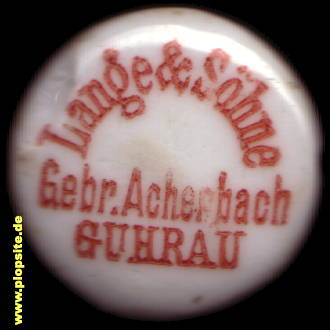 Lange & Söhne
Gebr. Achenbach
GUHRAU
www.plopsite.de